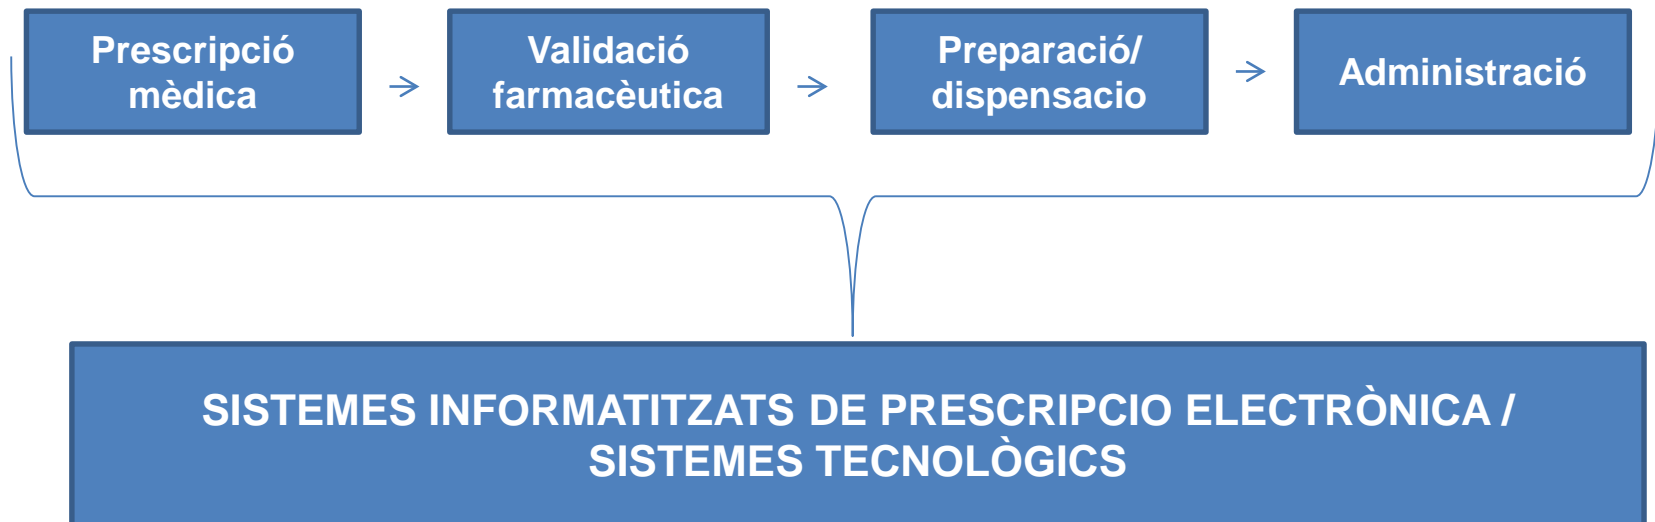 Prescripció
mèdica
Validació
farmacèutica
Preparació/
dispensacio
Administració
SISTEMES INFORMATITZATS DE PRESCRIPCIO ELECTRÒNICA /
SISTEMES TECNOLÒGICS